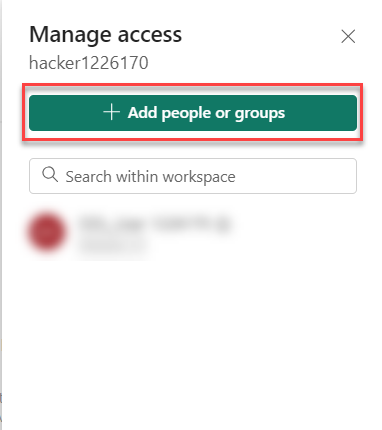 Manage access
hacker1226170
Add people or groups
Search within workspace